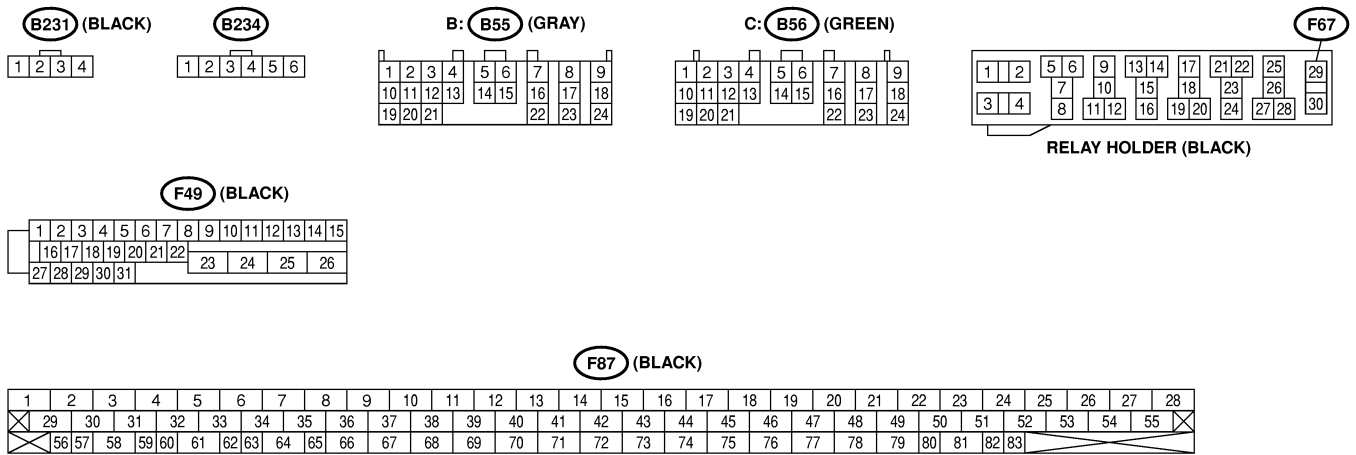 B231 (BLACK) B234 B: B55 (GRAY) C: B56 (GREEN) F67
1 2 3 4
1 2 3 4 5 6
1 2 3 4 5 6 7 8 9
10 11 12 13 14 15 16 17 18
19 20 21 22 23 24
1 2 3 4 5 6 7 8 9
10 11 12 13 14 15 16 17 18
19 20 21 22 23 24
1 2 5 6 9 13 14 17 21 22 25 29
7 10 15 18 23 26
3 4 8 11 12 16 19 20 24 27 28 30
RELAY HOLDER (BLACK)
F49 (BLACK)
1 2 3 4 5 6 7 8 9 10 11 12 13 14 15
16 17 18 19 20 21 22
23 24 25 26
27 28 29 30 31
F87 (BLACK)
1 2 3 4 5 6 7 8 9 10 11 12 13 14 15 16 17 18 19 20 21 22 23 24 25 26 27 28
29 30 31 32 33 34 35 36 37 38 39 40 41 42 43 44 45 46 47 48 49 50 51 52 53 54 55
56 57 58 59 60 61 62 63 64 65 66 67 68 69 70 71 72 73 74 75 76 77 78 79 80 81 82 83